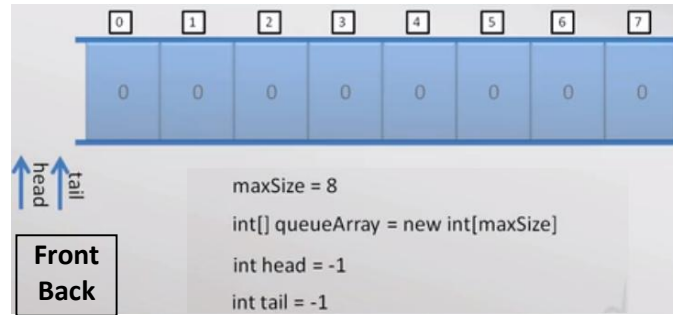 0 1 2 3 4 5 6 7
0 0 0 0 0 0 0 0
head
tail
maxSize = 8
int[] queueArray = new int[maxSize]
int head = -1
int tail = -1
Front
Back